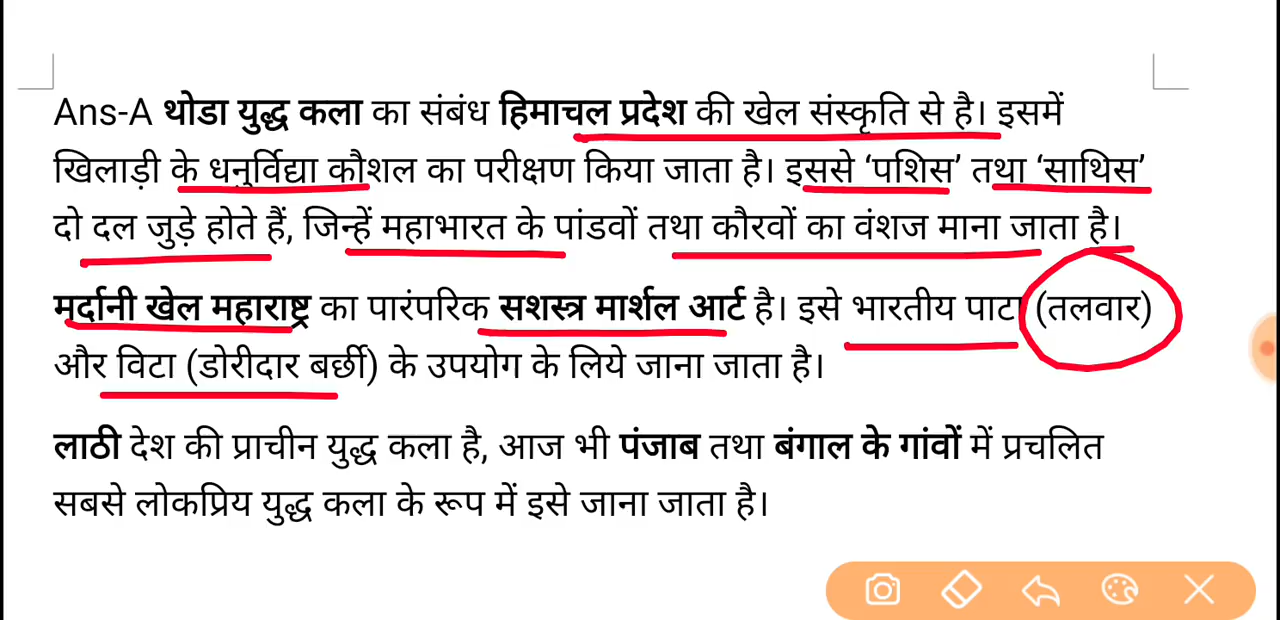 Ans-A थोडा युद्ध कला का संबंध हिमाचल प्रदेश की खेल संस्कृति से है। इसमें
खिलाड़ी के धनुर्विद्या कौशल का परीक्षण किया जाता है। इससे ‘पशिस’ तथा ‘साथिस’
दो दल जुड़े होते हैं, जिन्हें महाभारत के पांडवों तथा कौरवों का वंशज माना जाता है।
मर्दानी खेल महाराष्ट्र का पारंपरिक सशस्त्र मार्शल आर्ट है। इसे भारतीय पाटा (तलवार)
और विटा (डोरीदार बर्छी) के उपयोग के लिये जाना जाता है।
लाठी देश की प्राचीन युद्ध कला है, आज भी पंजाब तथा बंगाल के गांवों में प्रचलित
सबसे लोकप्रिय युद्ध कला के रूप में इसे जाना जाता है।